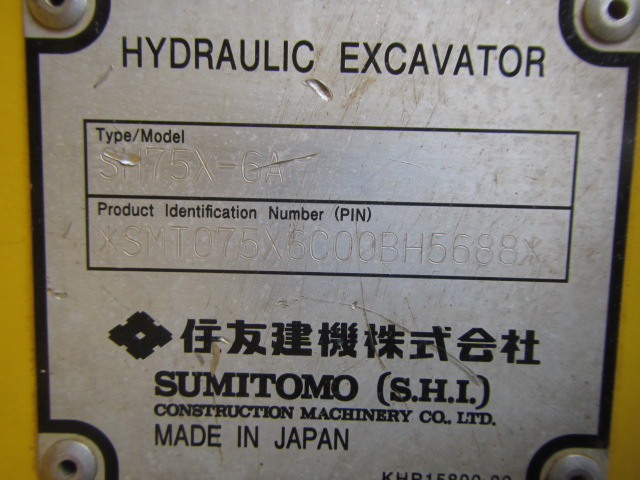 HYDRAULIC EXCAVATOR
Type/Model
SH75X-6A
Product Identification Number (PIN)
*SMT075X6C00BH5688*
住友建機株式会社
SUMITOMO (S.H.I.)
CONSTRUCTION MACHINERY CO., LTD.
MADE IN JAPAN